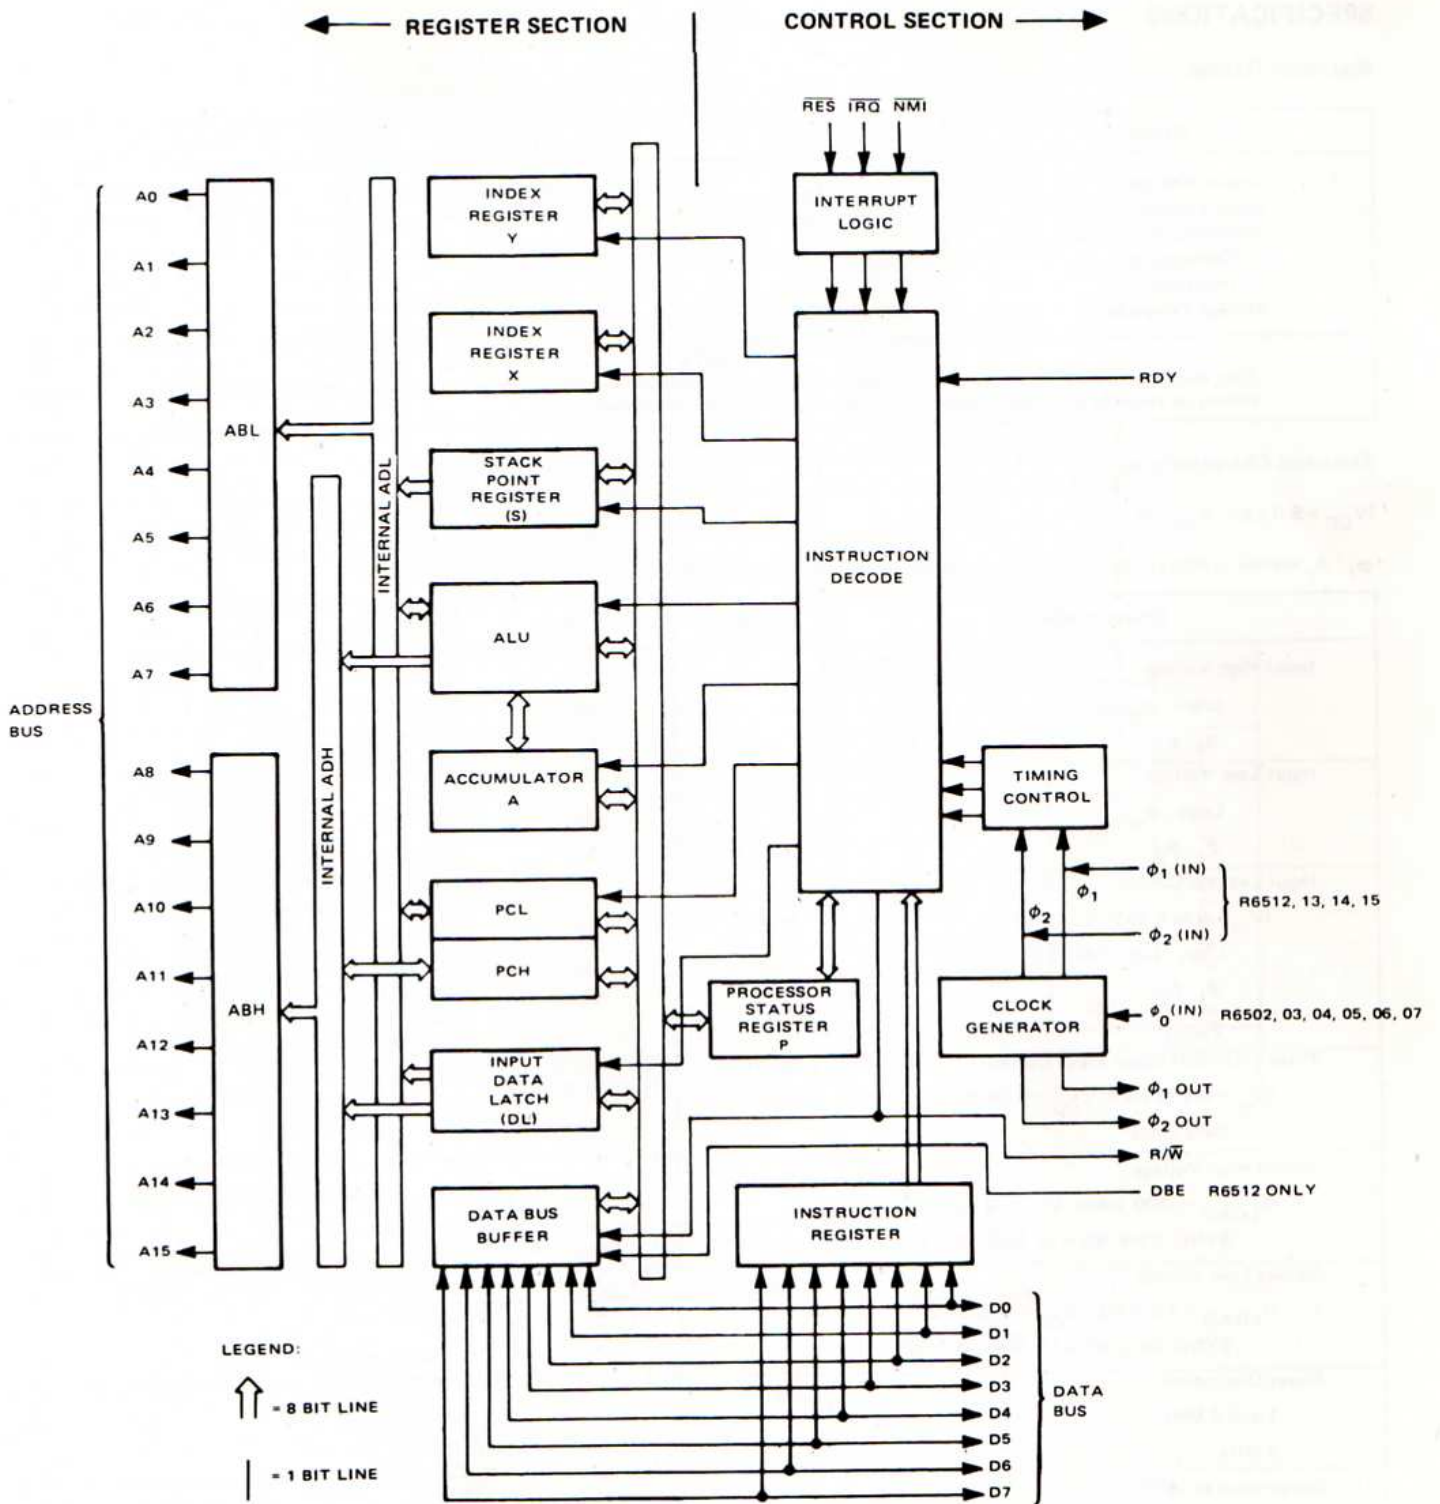 REGISTER SECTION
CONTROL SECTION
RES IRQ NMI
INTERRUPT
LOGIC
INDEX
REGISTER
Y
INDEX
REGISTER
X
STACK
POINT
REGISTER
(S)
ALU
ACCUMULATOR
A
PCL
PCH
INPUT
DATA
LATCH
(DL)
DATA BUS
BUFFER
INSTRUCTION
DECODE
RDY
TIMING
CONTROL
ϕ1 (IN)
ϕ1
R6512, 13, 14, 15
ϕ2
ϕ2 (IN)
CLOCK
GENERATOR
ϕ0 (IN) R6502, 03, 04, 05, 06, 07
PROCESSOR
STATUS
REGISTER
P
ϕ1 OUT
ϕ2 OUT
R/W
DBE R6512 ONLY
INSTRUCTION
REGISTER
D0
D1
D2
D3
D4
D5
D6
D7
DATA
BUS
ADDRESS
BUS
A0
A1
A2
A3
A4
A5
A6
A7
A8
A9
A10
A11
A12
A13
A14
A15
ABL
ABH
INTERNAL ADL
INTERNAL ADH
LEGEND:
= 8 BIT LINE
= 1 BIT LINE